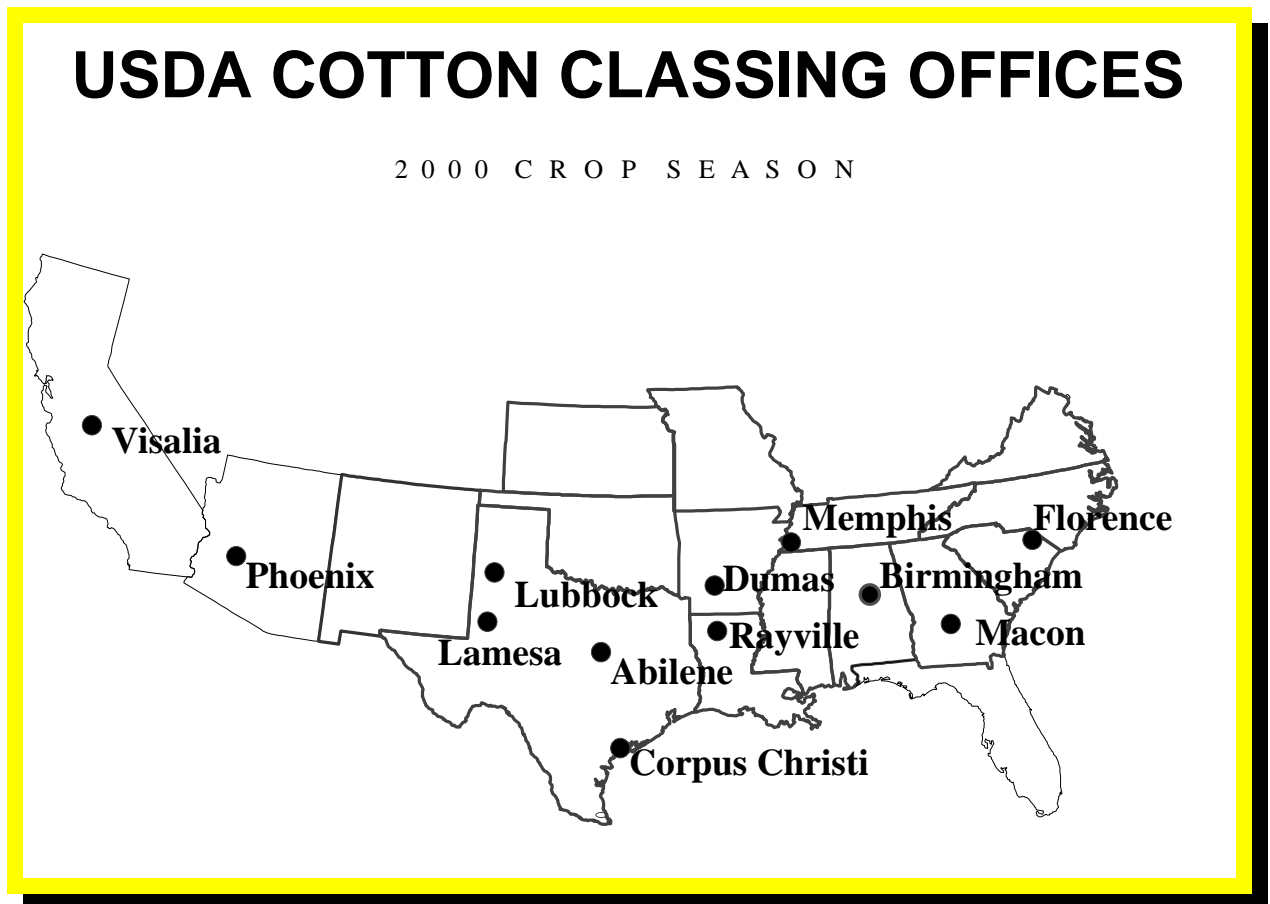 USDA COTTON CLASSING OFFICES
2000 CROP SEASON
Visalia
Memphis
Florence
Phoenix
Dumas
Birmingham
Lubbock
Rayville
Macon
Lamesa
Abilene
Corpus Christi